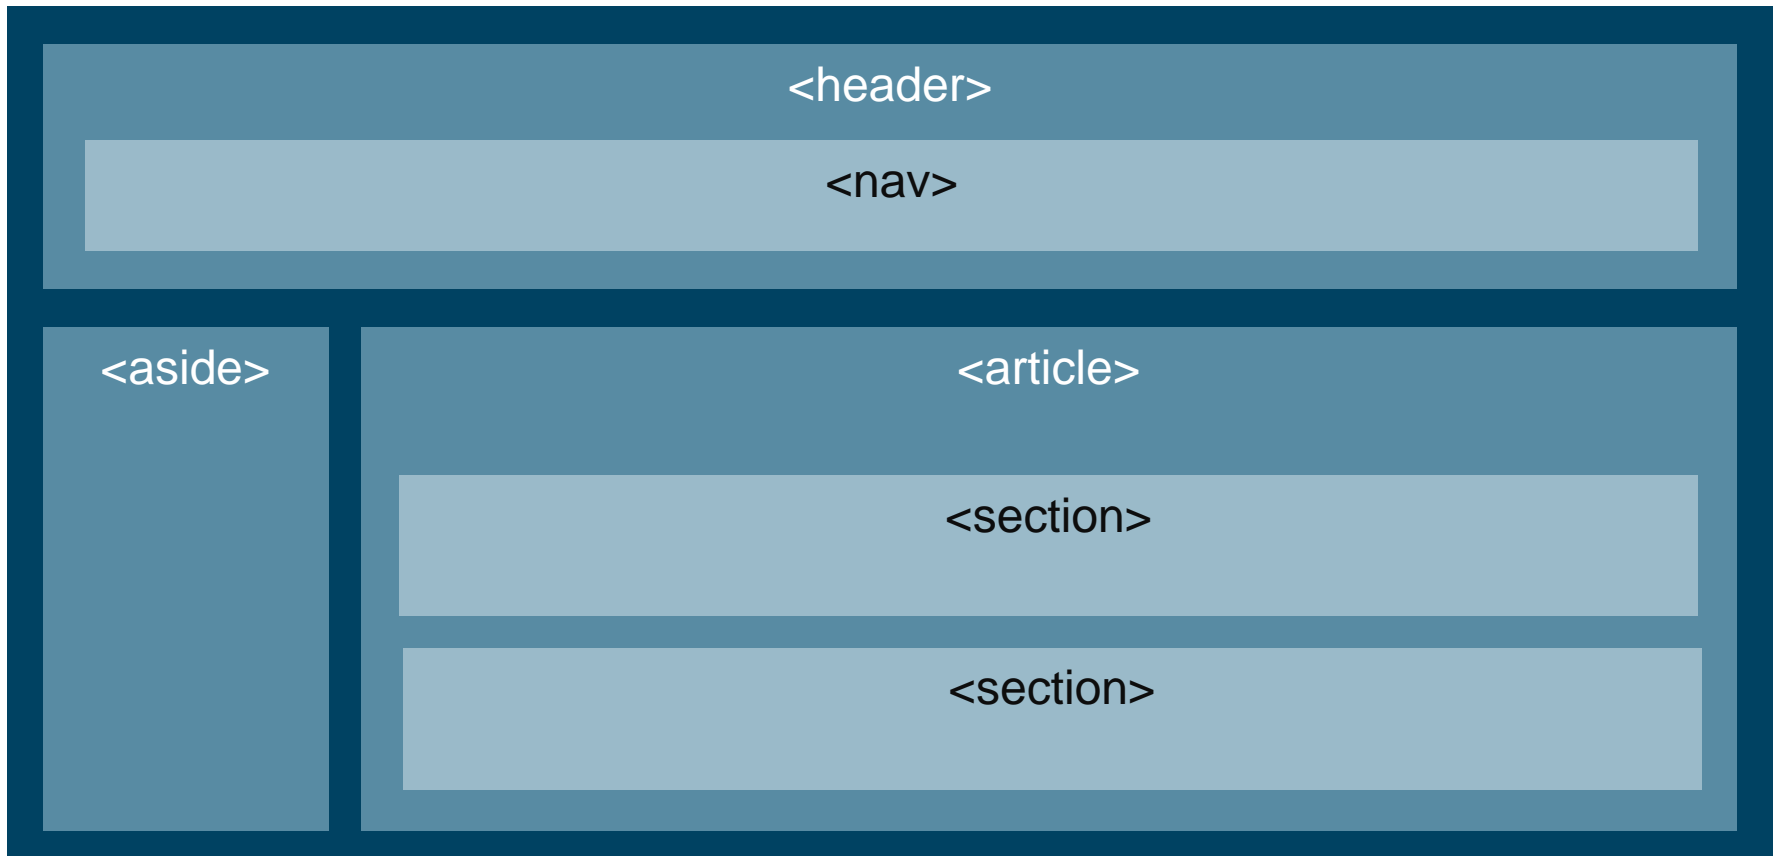 <header>
<nav>
<aside>
<article>
<section>
<section>